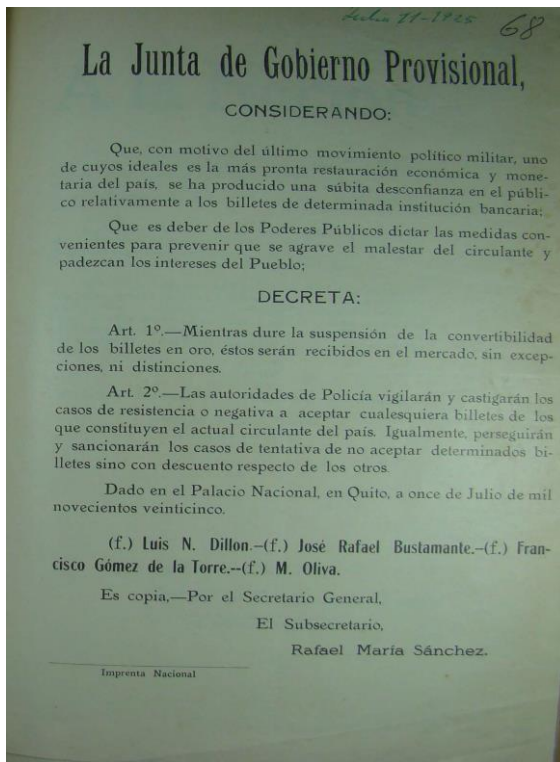 Julio 11-1925
68
La Junta de Gobierno Provisional,
CONSIDERANDO:
Que, con motivo del último movimiento político militar, uno
de cuyos ideales es la más pronta restauración económica y mone-
taria del país, se ha producido una súbita desconfianza en el públi-
co relativamente a los billetes de determinada institución bancaria;
Que es deber de los Poderes Públicos dictar las medidas con-
venientes para prevenir que se agrave el malestar del circulante y
padezcan los intereses del Pueblo;
DECRETA:
Art. 1º.—Mientras dure la suspensión de la convertibilidad
de los billetes en oro, éstos serán recibidos en el mercado, sin excep-
ciones, ni distinciones.
Art. 2º.—Las autoridades de Policía vigilarán y castigarán los
casos de resistencia o negativa a aceptar cualesquiera billetes de los
que constituyen el actual circulante del país. Igualmente, perseguirán
y sancionarán los casos de tentativa de no aceptar determinados bi-
lletes sino con descuento respecto de los otros.
Dado en el Palacio Nacional, en Quito, a once de Julio de mil
novecientos veinticinco.
(f.) Luis N. Dillon.—(f.) José Rafael Bustamante.—(f.) Fran-
cisco Gómez de la Torre.—(f.) M. Oliva.
Es copia,—Por el Secretario General,
El Subsecretario,
Rafael María Sánchez.
Imprenta Nacional